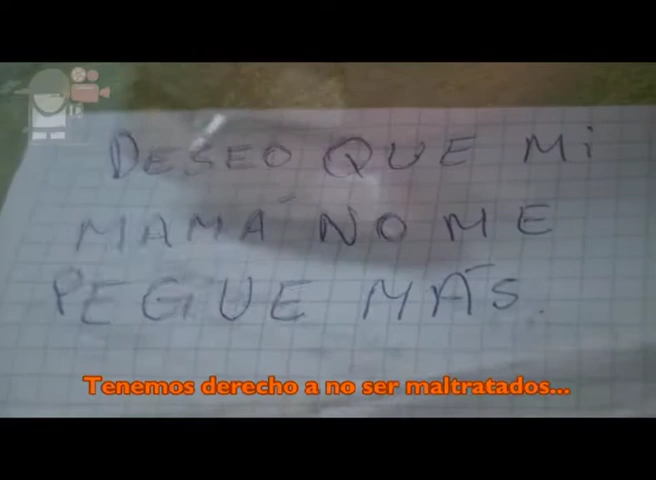 DESEO QUE Mi
MAMÁ NO ME
PEGUE MÁS.
Tenemos derecho a no ser maltratados...